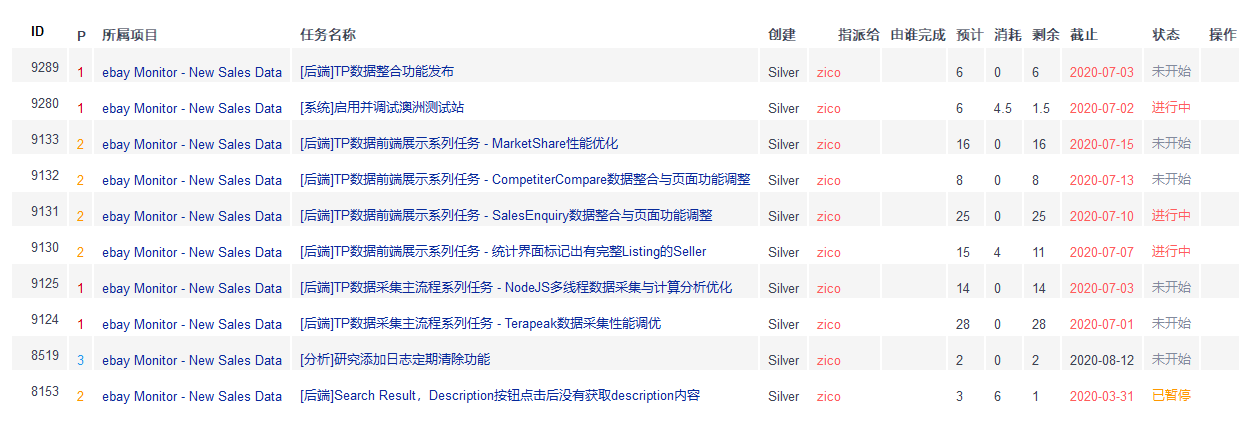 ID P 所属项目 任务名称 创建 指派给 由谁完成 预计 消耗 剩余 截止 状态 操作
9289 1 ebay Monitor - New Sales Data [后端]TP数据整合功能发布 Silver zico 6 0 6 2020-07-03 未开始
9280 1 ebay Monitor - New Sales Data [系统]启用并调试澳洲测试站 Silver zico 6 4.5 1.5 2020-07-02 进行中
9133 2 ebay Monitor - New Sales Data [后端]TP数据前端展示系列任务 - MarketShare性能优化 Silver zico 16 0 16 2020-07-15 未开始
9132 2 ebay Monitor - New Sales Data [后端]TP数据前端展示系列任务 - CompetiterCompare数据整合与页面功能调整 Silver zico 8 0 8 2020-07-13 未开始
9131 2 ebay Monitor - New Sales Data [后端]TP数据前端展示系列任务 - SalesEnquiry数据整合与页面功能调整 Silver zico 25 0 25 2020-07-10 进行中
9130 2 ebay Monitor - New Sales Data [后端]TP数据前端展示系列任务 - 统计界面标记出有完整Listing的Seller Silver zico 15 4 11 2020-07-07 进行中
9125 1 ebay Monitor - New Sales Data [后端]TP数据采集主流程系列任务 - NodeJS多线程数据采集与计算分析优化 Silver zico 14 0 14 2020-07-03 未开始
9124 1 ebay Monitor - New Sales Data [后端]TP数据采集主流程系列任务 - Terapeak数据采集性能调优 Silver zico 28 0 28 2020-07-01 未开始
8519 3 ebay Monitor - New Sales Data [分析]研究添加日志定期清除功能 Silver zico 2 0 2 2020-08-12 未开始
8153 2 ebay Monitor - New Sales Data [后端]Search Result，Description按钮点击后没有获取description内容 Silver zico 3 6 1 2020-03-31 已暂停